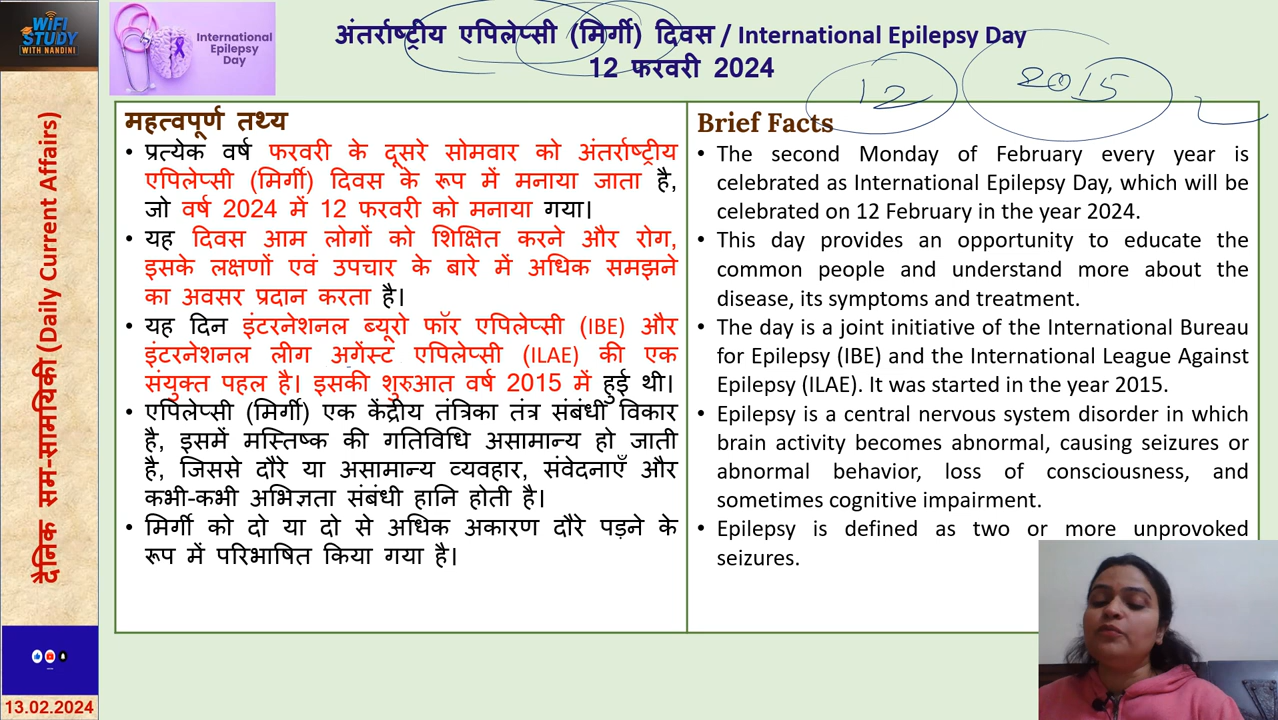 WiFi
STUDY
WITH NANDINI
International
Epilepsy
Day
अंतर्राष्ट्रीय एपिलेप्सी (मिर्गी) दिवस / International Epilepsy Day
12 फरवरी 2024
12
2015
महत्वपूर्ण तथ्य
• प्रत्येक वर्ष फरवरी के दूसरे सोमवार को अंतर्राष्ट्रीय
एपिलेप्सी (मिर्गी) दिवस के रूप में मनाया जाता है,
जो वर्ष 2024 में 12 फरवरी को मनाया गया।
• यह दिवस आम लोगों को शिक्षित करने और रोग,
इसके लक्षणों एवं उपचार के बारे में अधिक समझने
का अवसर प्रदान करता है।
• यह दिन इंटरनेशनल ब्यूरो फॉर एपिलेप्सी (IBE) और
इंटरनेशनल लीग अगेंस्ट एपिलेप्सी (ILAE) की एक
संयुक्त पहल है। इसकी शुरुआत वर्ष 2015 में हुई थी।
• एपिलेप्सी (मिर्गी) एक केंद्रीय तंत्रिका तंत्र संबंधी विकार
है, इसमें मस्तिष्क की गतिविधि असामान्य हो जाती
है, जिससे दौरे या असामान्य व्यवहार, संवेदनाएँ और
कभी-कभी अभिज्ञता संबंधी हानि होती है।
• मिर्गी को दो या दो से अधिक अकारण दौरे पड़ने के
रूप में परिभाषित किया गया है।
Brief Facts
• The second Monday of February every year is
celebrated as International Epilepsy Day, which will be
celebrated on 12 February in the year 2024.
• This day provides an opportunity to educate the
common people and understand more about the
disease, its symptoms and treatment.
• The day is a joint initiative of the International Bureau
for Epilepsy (IBE) and the International League Against
Epilepsy (ILAE). It was started in the year 2015.
• Epilepsy is a central nervous system disorder in which
brain activity becomes abnormal, causing seizures or
abnormal behavior, loss of consciousness, and
sometimes cognitive impairment.
• Epilepsy is defined as two or more unprovoked
seizures.
दैनिक सम-सामयिकी (Daily Current Affairs)
13.02.2024